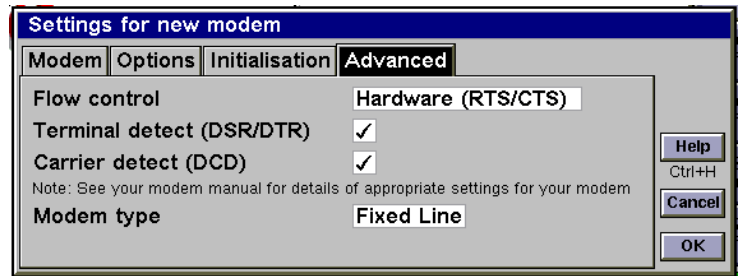 Settings for new modem
Modem Options Initialisation Advanced
Flow control Hardware (RTS/CTS)
Terminal detect (DSR/DTR) ✓
Carrier detect (DCD) ✓
Note: See your modem manual for details of appropriate settings for your modem
Modem type Fixed Line
Help
Ctrl+H
Cancel
OK